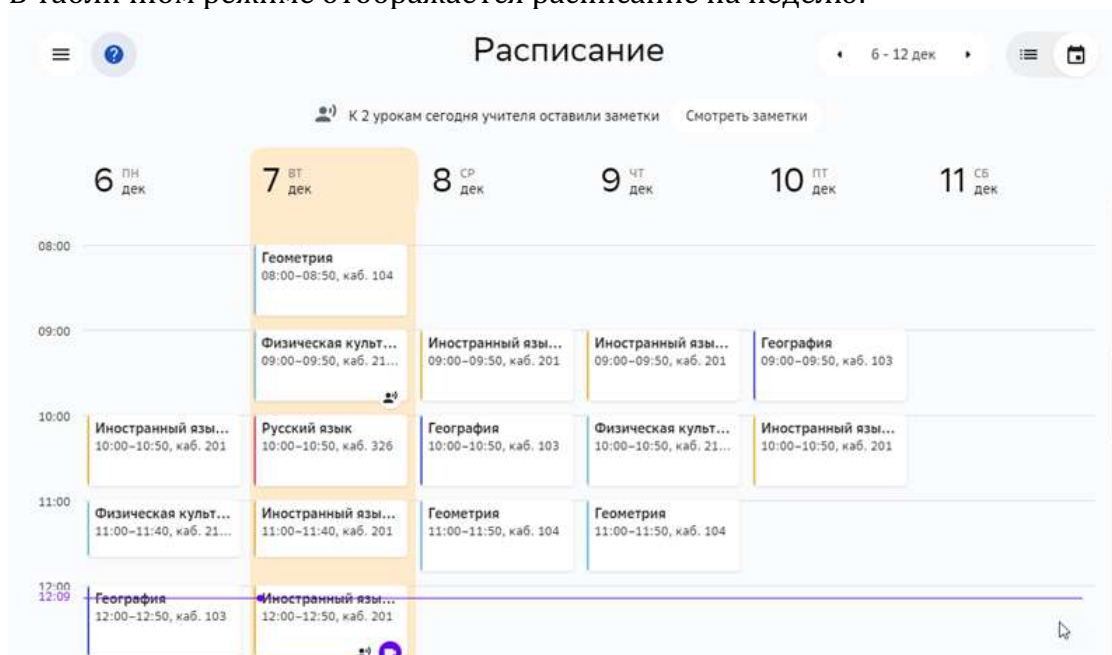 В табличном режиме отображается расписание на неделю:
Расписание
6 - 12 дек
К 2 урокам сегодня учителя оставили заметки Смотреть заметки
6 ПН дек
7 ВТ дек
8 СР дек
9 ЧТ дек
10 ПТ дек
11 СБ дек
08:00
Геометрия
08:00–08:50, каб. 104
09:00
Физическая культ...
09:00–09:50, каб. 21...
Иностранный язы...
09:00–09:50, каб. 201
Иностранный язы...
09:00–09:50, каб. 201
География
09:00–09:50, каб. 103
10:00
Иностранный язы...
10:00–10:50, каб. 201
Русский язык
10:00–10:50, каб. 326
География
10:00–10:50, каб. 103
Физическая культ...
10:00–10:50, каб. 21...
Иностранный язы...
10:00–10:50, каб. 201
11:00
Физическая культ...
11:00–11:40, каб. 21...
Иностранный язы...
11:00–11:40, каб. 201
Геометрия
11:00–11:50, каб. 104
Геометрия
11:00–11:50, каб. 104
12:00
12:09
География
12:00–12:50, каб. 103
Иностранный язы...
12:00–12:50, каб. 201